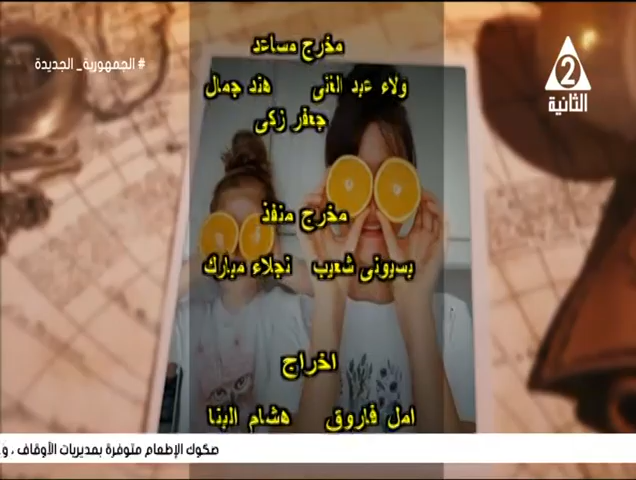 مخرج مساعد
#الجمهورية_الجديدة
2
الثانية
ولاء عبد الغنى هند جمال
جعفر زكى
مخرج منفذ
بسيونى شعيب نجلاء مبارك
اخراج
امل فاروق هشام البنا
صكوك الإطعام متوفرة بمديريات الأوقاف ،